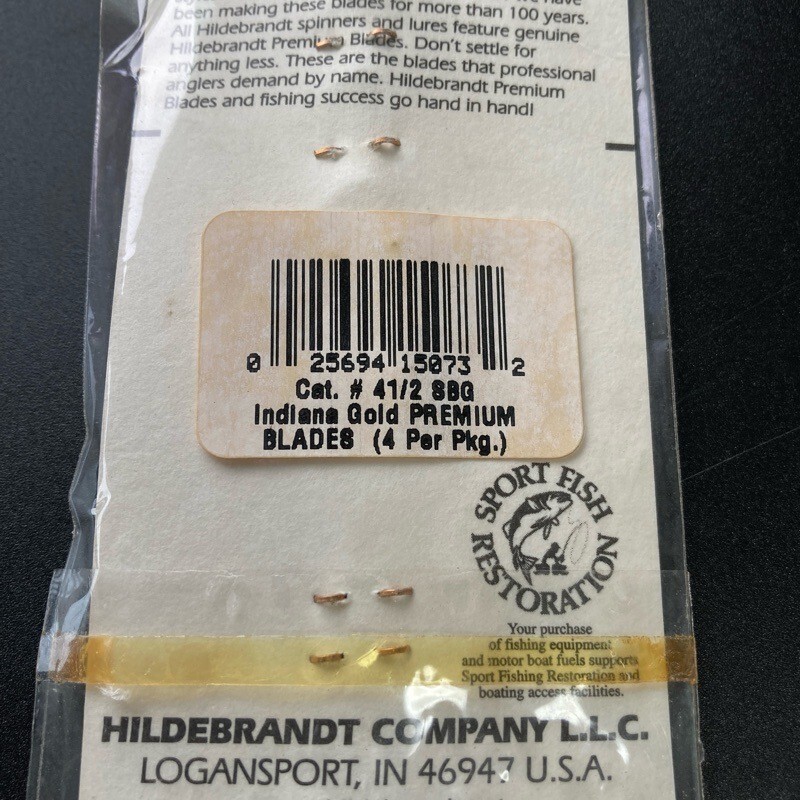 been making these blades for more than 100 years.
All Hildebrandt spinners and lures feature genuine
Hildebrandt Premium Blades. Don't settle for
anything less. These are the blades that professional
anglers demand by name. Hildebrandt Premium
Blades and fishing success go hand in hand!
0 25694 15073 2
Cat. # 41/2 SBG
Indiana Gold PREMIUM
BLADES (4 Per Pkg.)
SPORT FISH
RESTORATION
Your purchase
of fishing equipment
and motor boat fuels supports
Sport Fishing Restoration and
boating access facilities.
HILDEBRANDT COMPANY L.L.C.
LOGANSPORT, IN 46947 U.S.A.